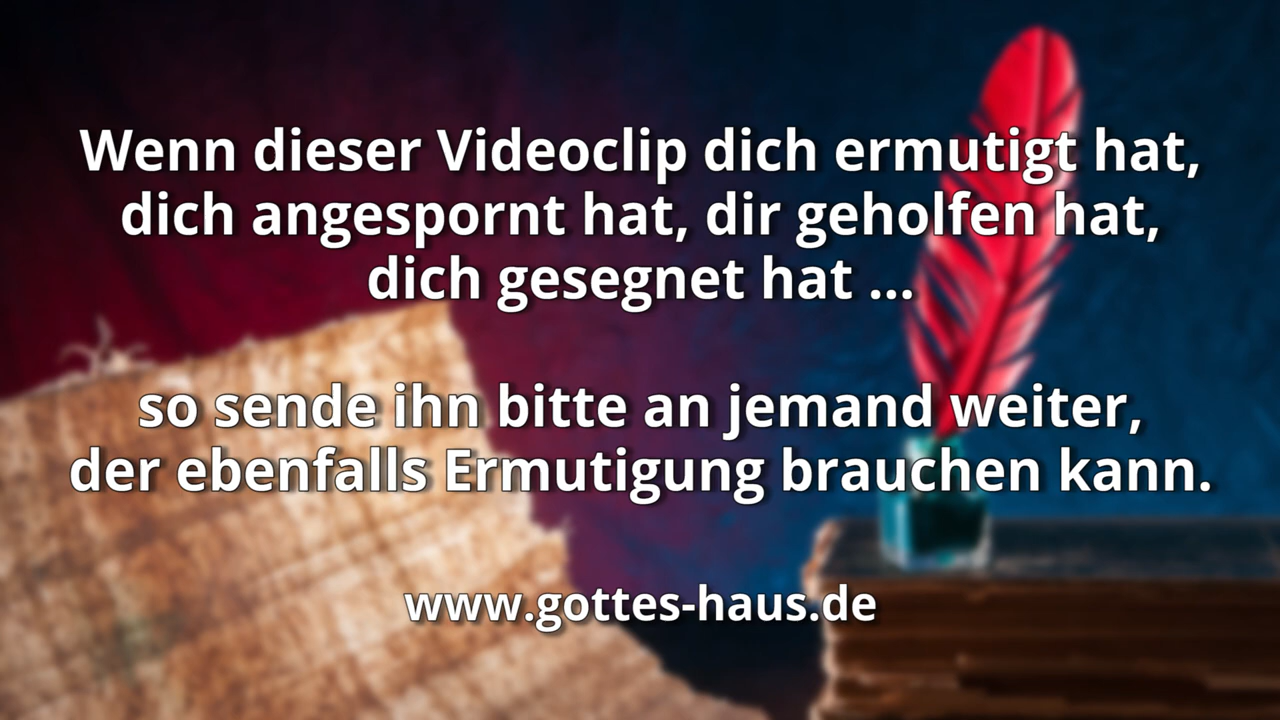 Wenn dieser Videoclip dich ermutigt hat,
dich angespornt hat, dir geholfen hat,
dich gesegnet hat ...
so sende ihn bitte an jemand weiter,
der ebenfalls Ermutigung brauchen kann.
www.gottes-haus.de